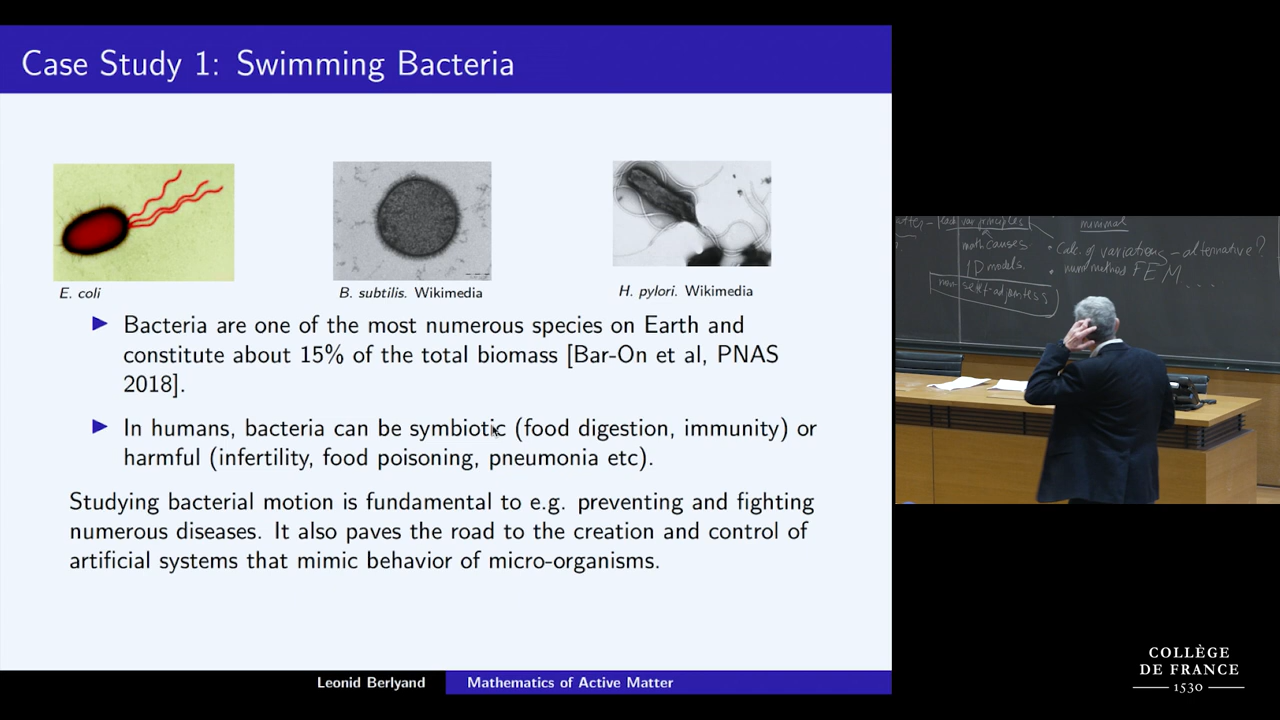 Case Study 1: Swimming Bacteria
E. coli
B. subtilis. Wikimedia
H. pylori. Wikimedia
▶ Bacteria are one of the most numerous species on Earth and
constitute about 15% of the total biomass [Bar-On et al, PNAS
2018].
▶ In humans, bacteria can be symbiotic (food digestion, immunity) or
harmful (infertility, food poisoning, pneumonia etc).
Studying bacterial motion is fundamental to e.g. preventing and fighting
numerous diseases. It also paves the road to the creation and control of
artificial systems that mimic behavior of micro-organisms.
Leonid Berlyand
Mathematics of Active Matter
var principles
math causes
1D models.
minimal
• Calc. of variations - alternative?
• num method FEM...
COLLÈGE
DE FRANCE
1530